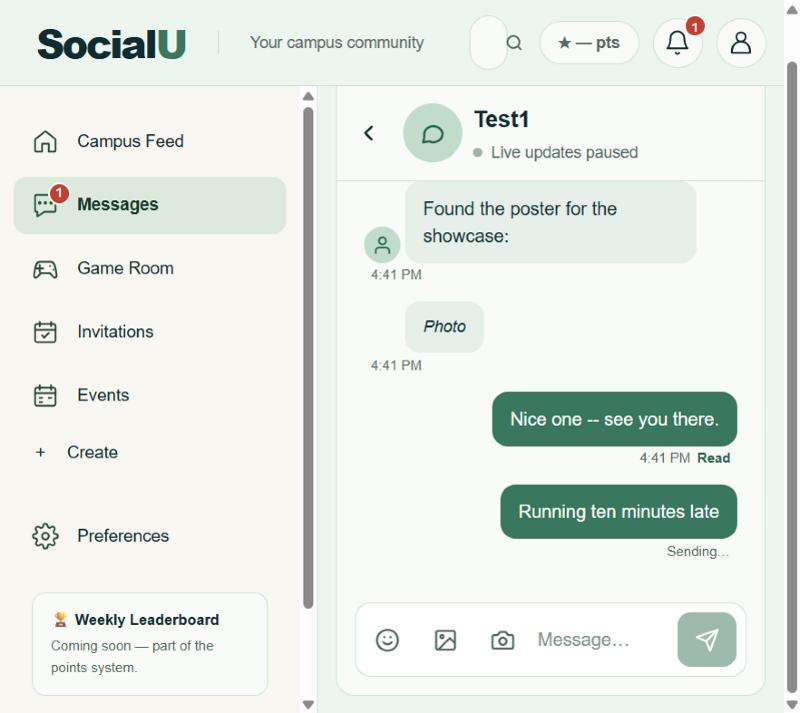 SocialU
Your campus community
★ — pts
1
Campus Feed
1
Messages
Game Room
Invitations
Events
+ Create
Preferences
🏆 Weekly Leaderboard
Coming soon — part of the
points system.
Test1
Live updates paused
Found the poster for the
showcase:
4:41 PM
Photo
4:41 PM
Nice one -- see you there.
4:41 PM Read
Running ten minutes late
Sending…
Message…